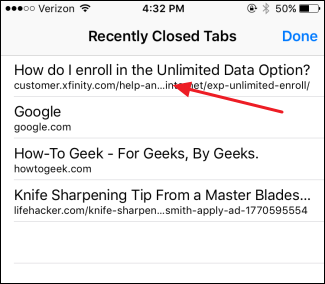 Verizon 4:32 PM 50%
Recently Closed Tabs Done
How do I enroll in the Unlimited Data Option?
customer.xfinity.com/help-an...internet/exp-unlimited-enroll/
Google
google.com
How-To Geek - For Geeks, By Geeks.
howtogeek.com
Knife Sharpening Tip From a Master Blades...
lifehacker.com/knife-sharpen...smith-apply-ad-1770595554